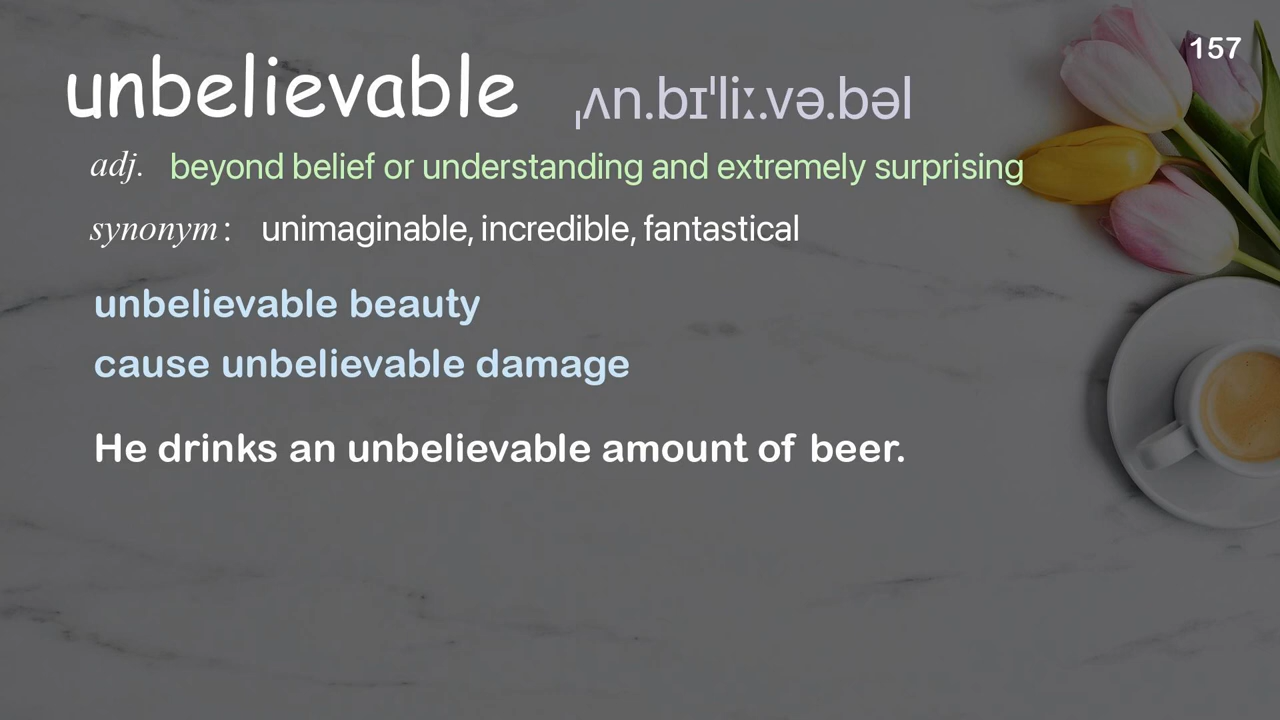 157
unbelievable ˌʌn.bɪˈliː.və.bəl
adj. beyond belief or understanding and extremely surprising
synonym: unimaginable, incredible, fantastical
unbelievable beauty
cause unbelievable damage
He drinks an unbelievable amount of beer.